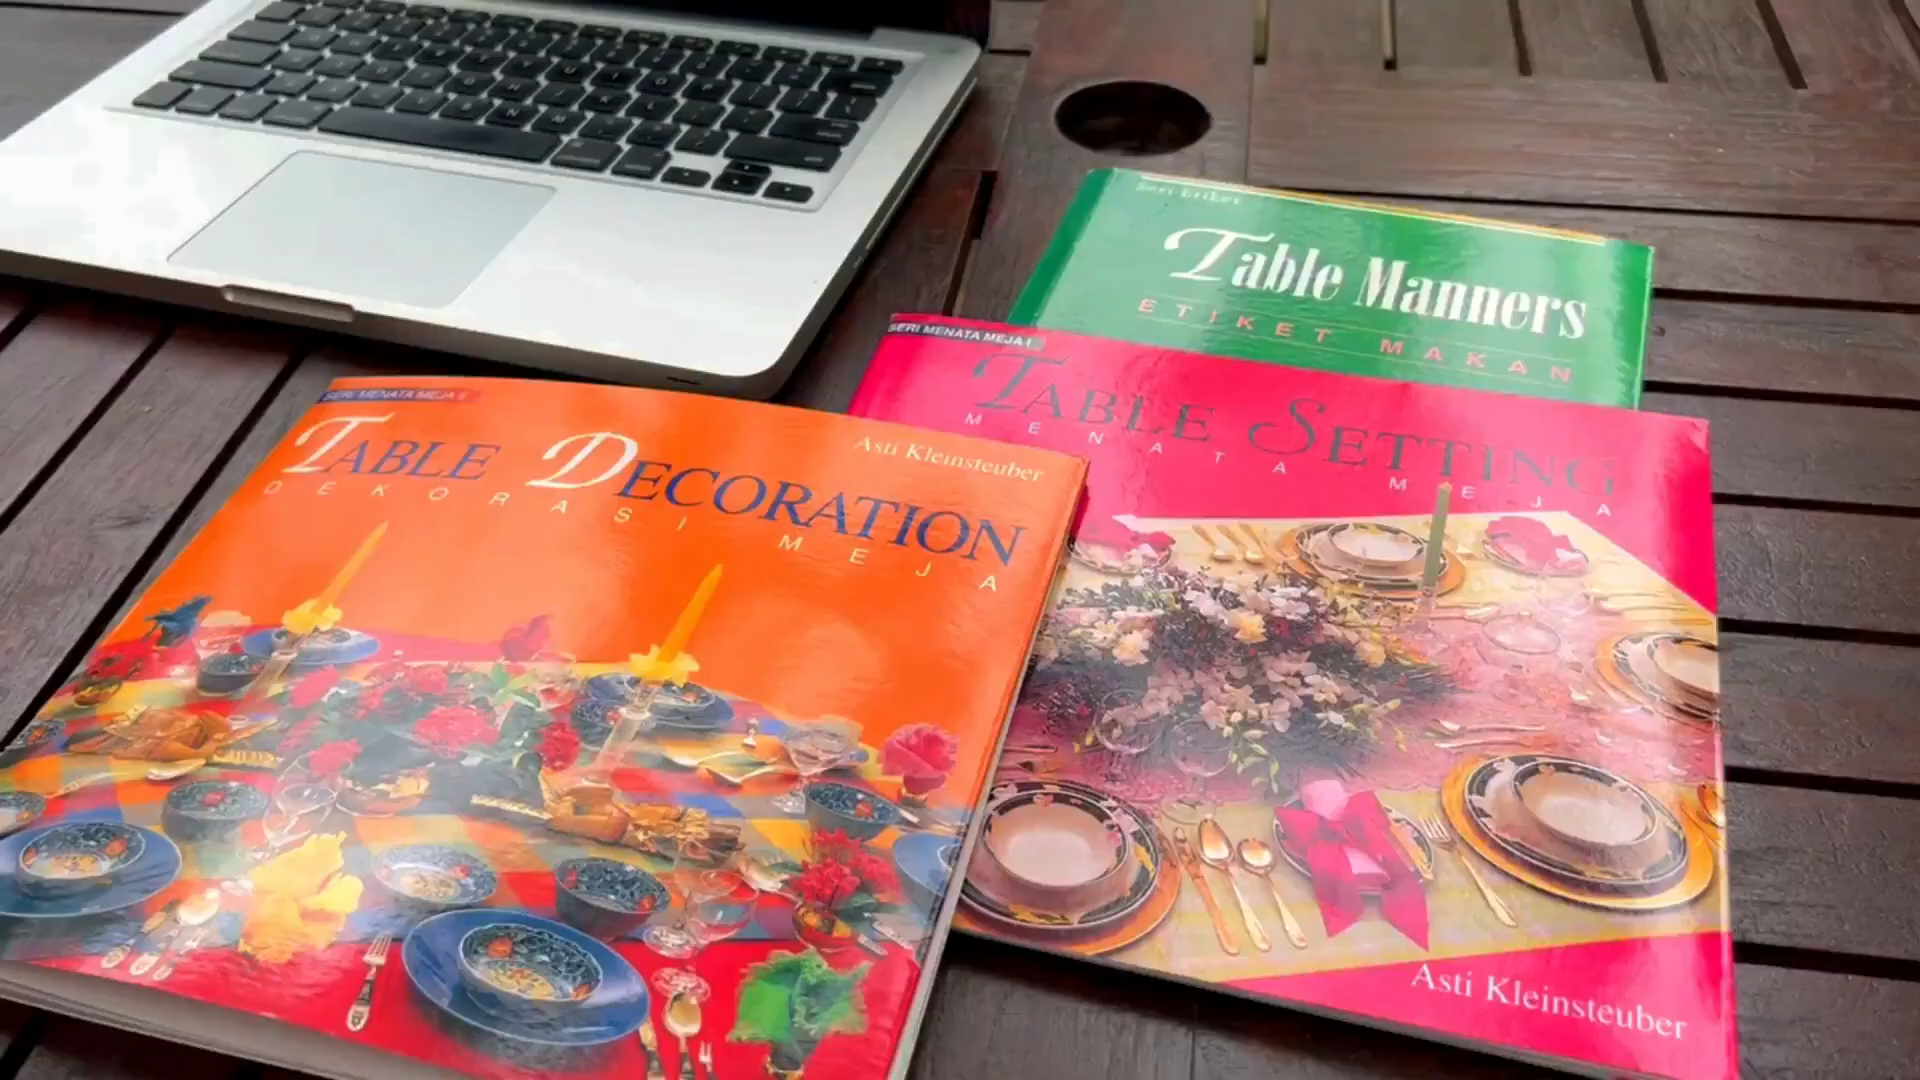 Seri Etiket
Table Manners
ETIKET MAKAN
SERI MENATA MEJA I
TABLE SETTING
MENATA MEJA
Asti Kleinsteuber
SERI MENATA MEJA II
Asti Kleinsteuber
TABLE DECORATION
DEKORASI MEJA